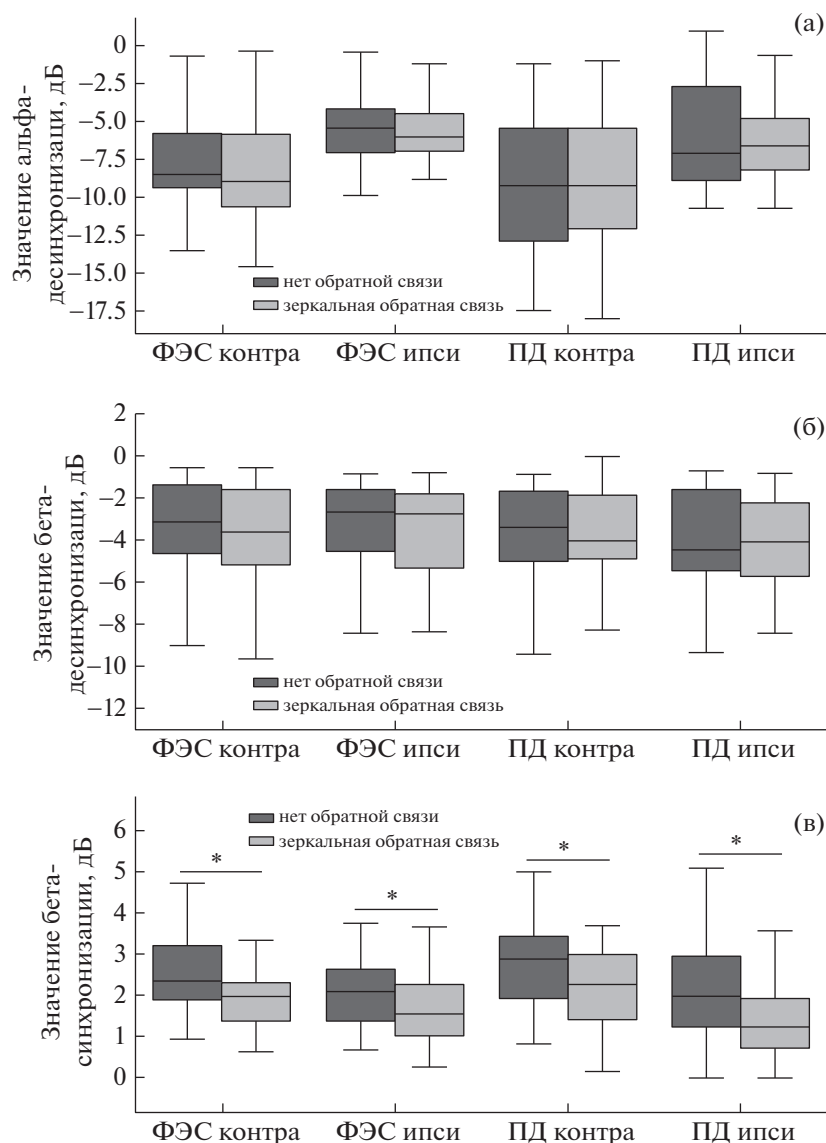 (а)
Значение альфа-
десинхронизаци, дБ
0
−2.5
−5.0
−7.5
−10.0
−12.5
−15.0
−17.5
нет обратной связи
зеркальная обратная связь
ФЭС контра ФЭС ипси ПД контра ПД ипси
(б)
Значение бета-
десинхронизаци, дБ
2
0
−2
−4
−6
−8
−10
−12
нет обратной связи
зеркальная обратная связь
ФЭС контра ФЭС ипси ПД контра ПД ипси
(в)
Значение бета-
синхронизации, дБ
нет обратной связи
зеркальная обратная связь
6
5
4
3
2
1
0
* * * *
ФЭС контра ФЭС ипси ПД контра ПД ипси